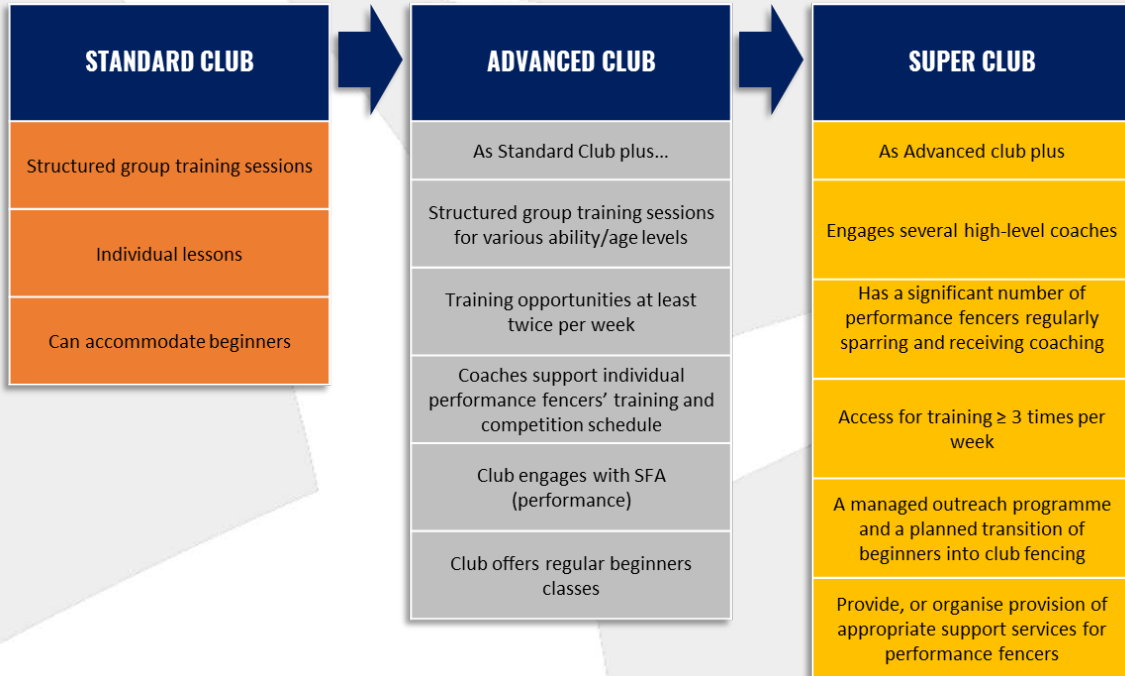 STANDARD CLUB
Structured group training sessions
Individual lessons
Can accommodate beginners
ADVANCED CLUB
As Standard Club plus...
Structured group training sessions
for various ability/age levels
Training opportunities at least
twice per week
Coaches support individual
performance fencers’ training and
competition schedule
Club engages with SFA
(performance)
Club offers regular beginners
classes
SUPER CLUB
As Advanced club plus
Engages several high-level coaches
Has a significant number of
performance fencers regularly
sparring and receiving coaching
Access for training ≥ 3 times per
week
A managed outreach programme
and a planned transition of
beginners into club fencing
Provide, or organise provision of
appropriate support services for
performance fencers